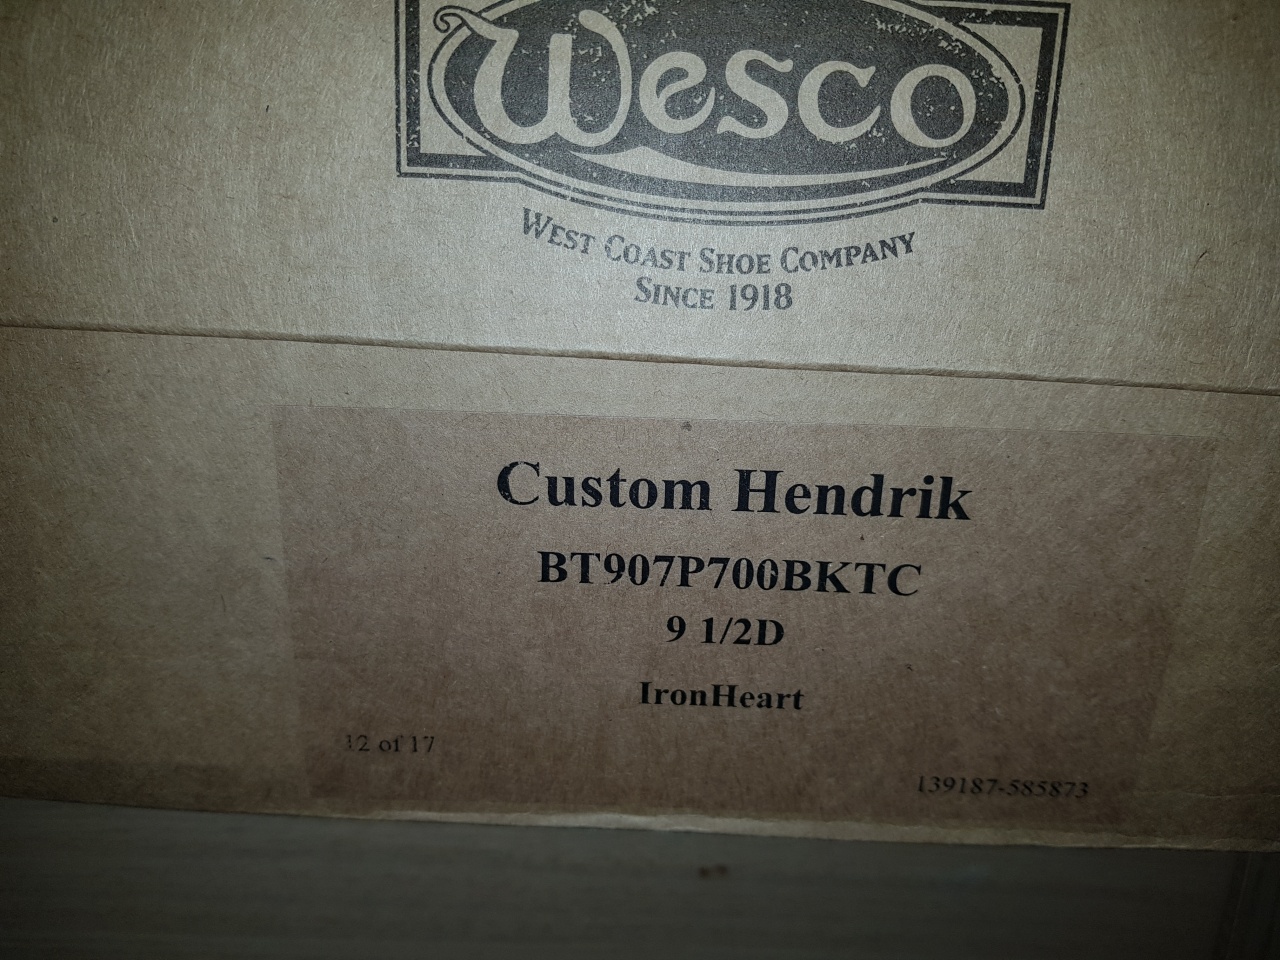 Wesco
WEST COAST SHOE COMPANY
SINCE 1918
Custom Hendrik
BT907P700BKTC
9 1/2D
IronHeart
12 of 17
139187-585873